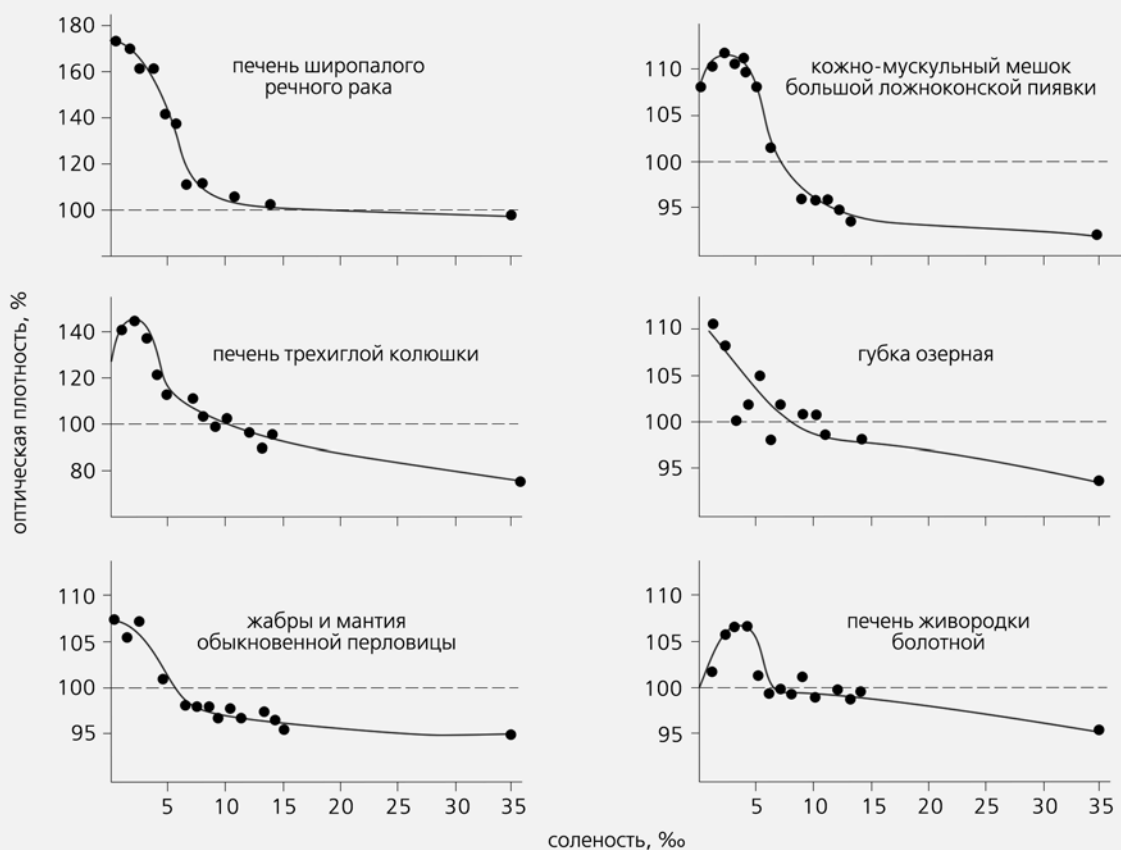 оптическая плотность, %
180
160
140
120
100
печень широпалого
речного рака
110
105
100
95
кожно-мускульный мешок
большой ложноконской пиявки
140
120
100
80
печень трехиглой колюшки
110
105
100
95
губка озерная
110
105
100
95
жабры и мантия
обыкновенной перловицы
5 10 15 20 25 30 35
110
105
100
95
печень живородки
болотной
5 10 15 20 25 30 35
соленость, ‰